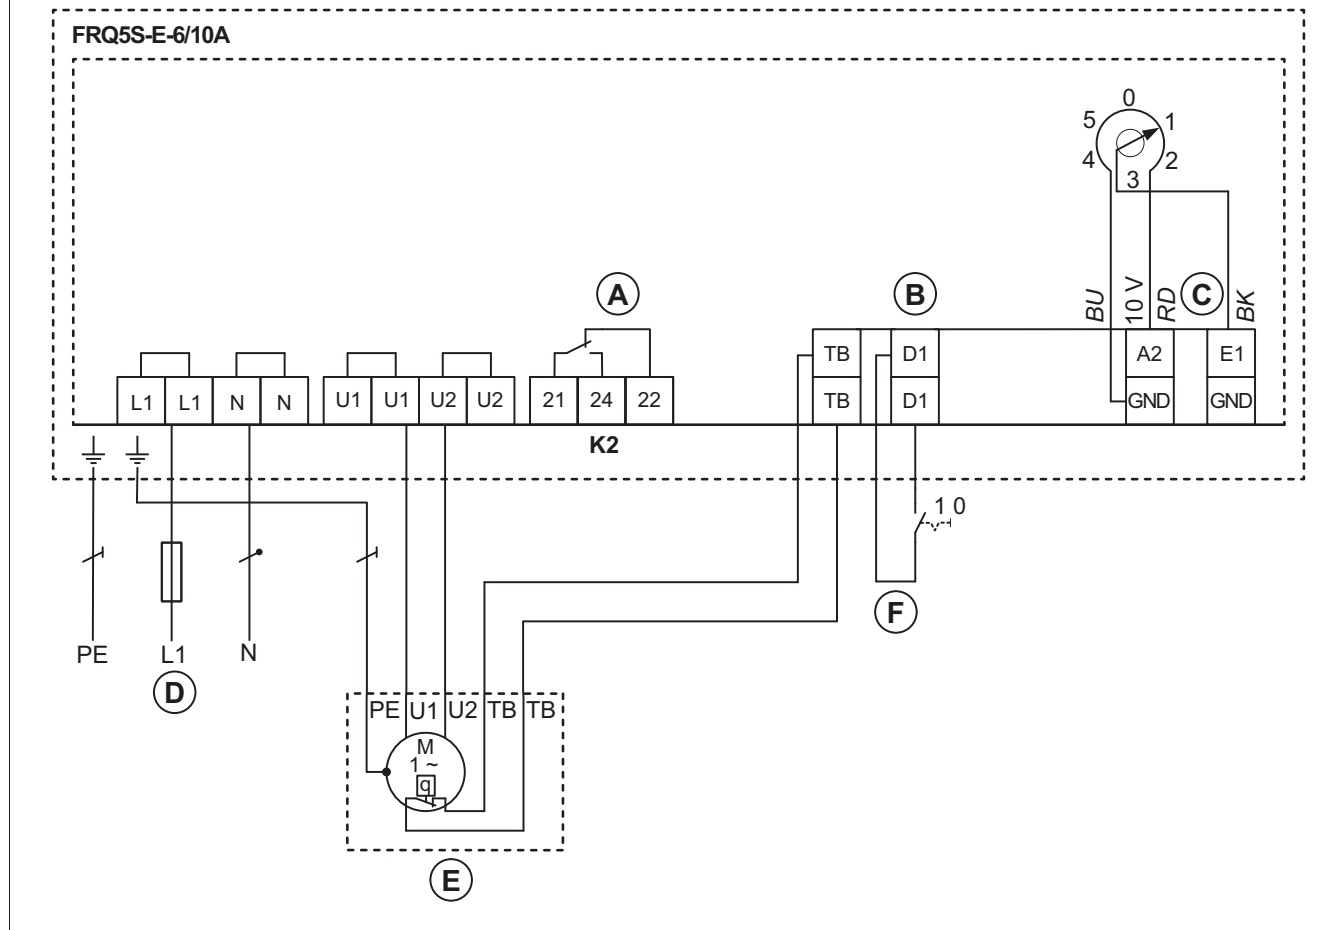 FRQ5S-E-6/10A
0
5 1
4 2
3
A B C
BU 10 V RD BK
TB D1 A2 E1
L1 L1 N N U1 U1 U2 U2 21 24 22 TB D1 GND GND
K2
1 0
F
PE L1 N
D
PE U1 U2 TB TB
M
1 ~
q
E